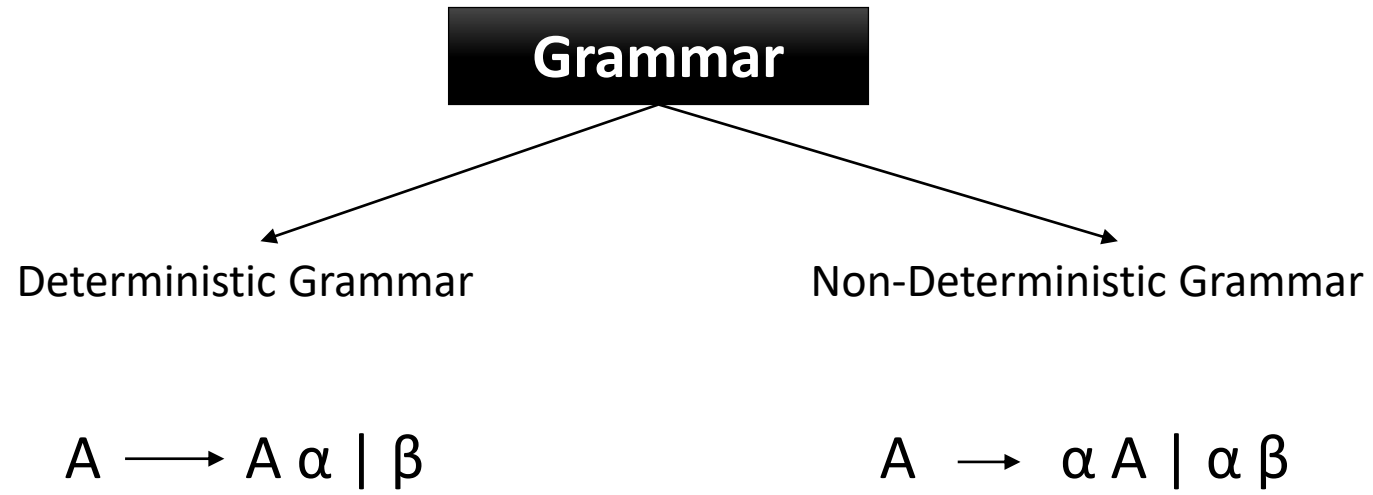 Grammar
Deterministic Grammar
Non-Deterministic Grammar
A → A α | β
A → α A | α β